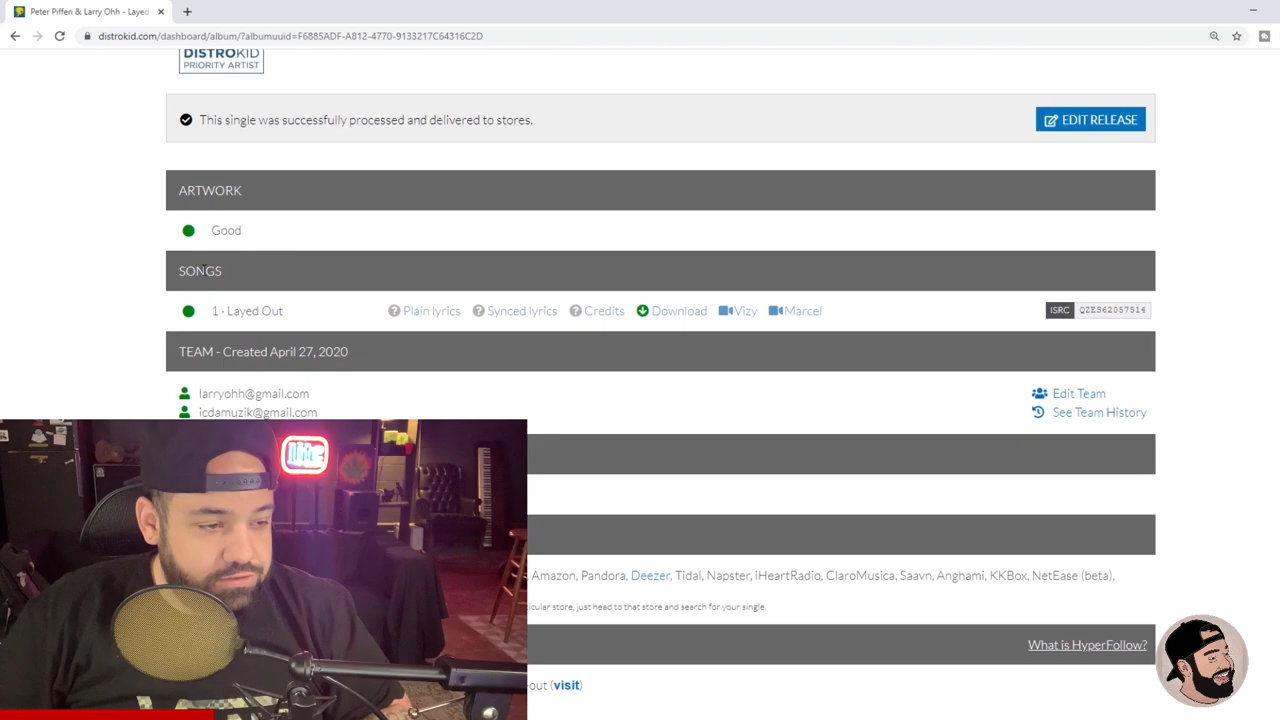 Peter Piffen & Larry Ohh - Layed
distrokid.com/dashboard/album/?albumuuid=F6885ADF-A812-4770-9133217C64316C2D
DISTROKID
PRIORITY ARTIST
This single was successfully processed and delivered to stores.
EDIT RELEASE
ARTWORK
Good
SONGS
1 - Layed Out
Plain lyrics
Synced lyrics
Credits
Download
Vizy
Marcel
ISRC QZES62057514
TEAM - Created April 27, 2020
larryohh@gmail.com
Edit Team
icdamuzik@gmail.com
See Team History
Amazon, Pandora, Deezer, Tidal, Napster, iHeartRadio, ClaroMusica, Saavn, Anghami, KKBox, NetEase (beta),
store, just head to that store and search for your single.
What is HyperFollow?
(visit)